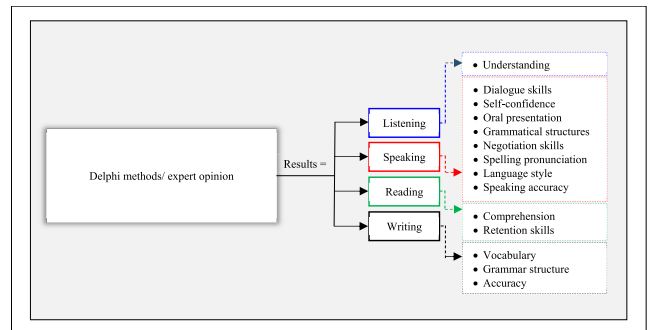 Delphi methods/ expert opinion
Results =
Listening
Speaking
Reading
Writing
• Understanding
• Dialogue skills
• Self-confidence
• Oral presentation
• Grammatical structures
• Negotiation skills
• Spelling pronunciation
• Language style
• Speaking accuracy
• Comprehension
• Retention skills
• Vocabulary
• Grammar structure
• Accuracy